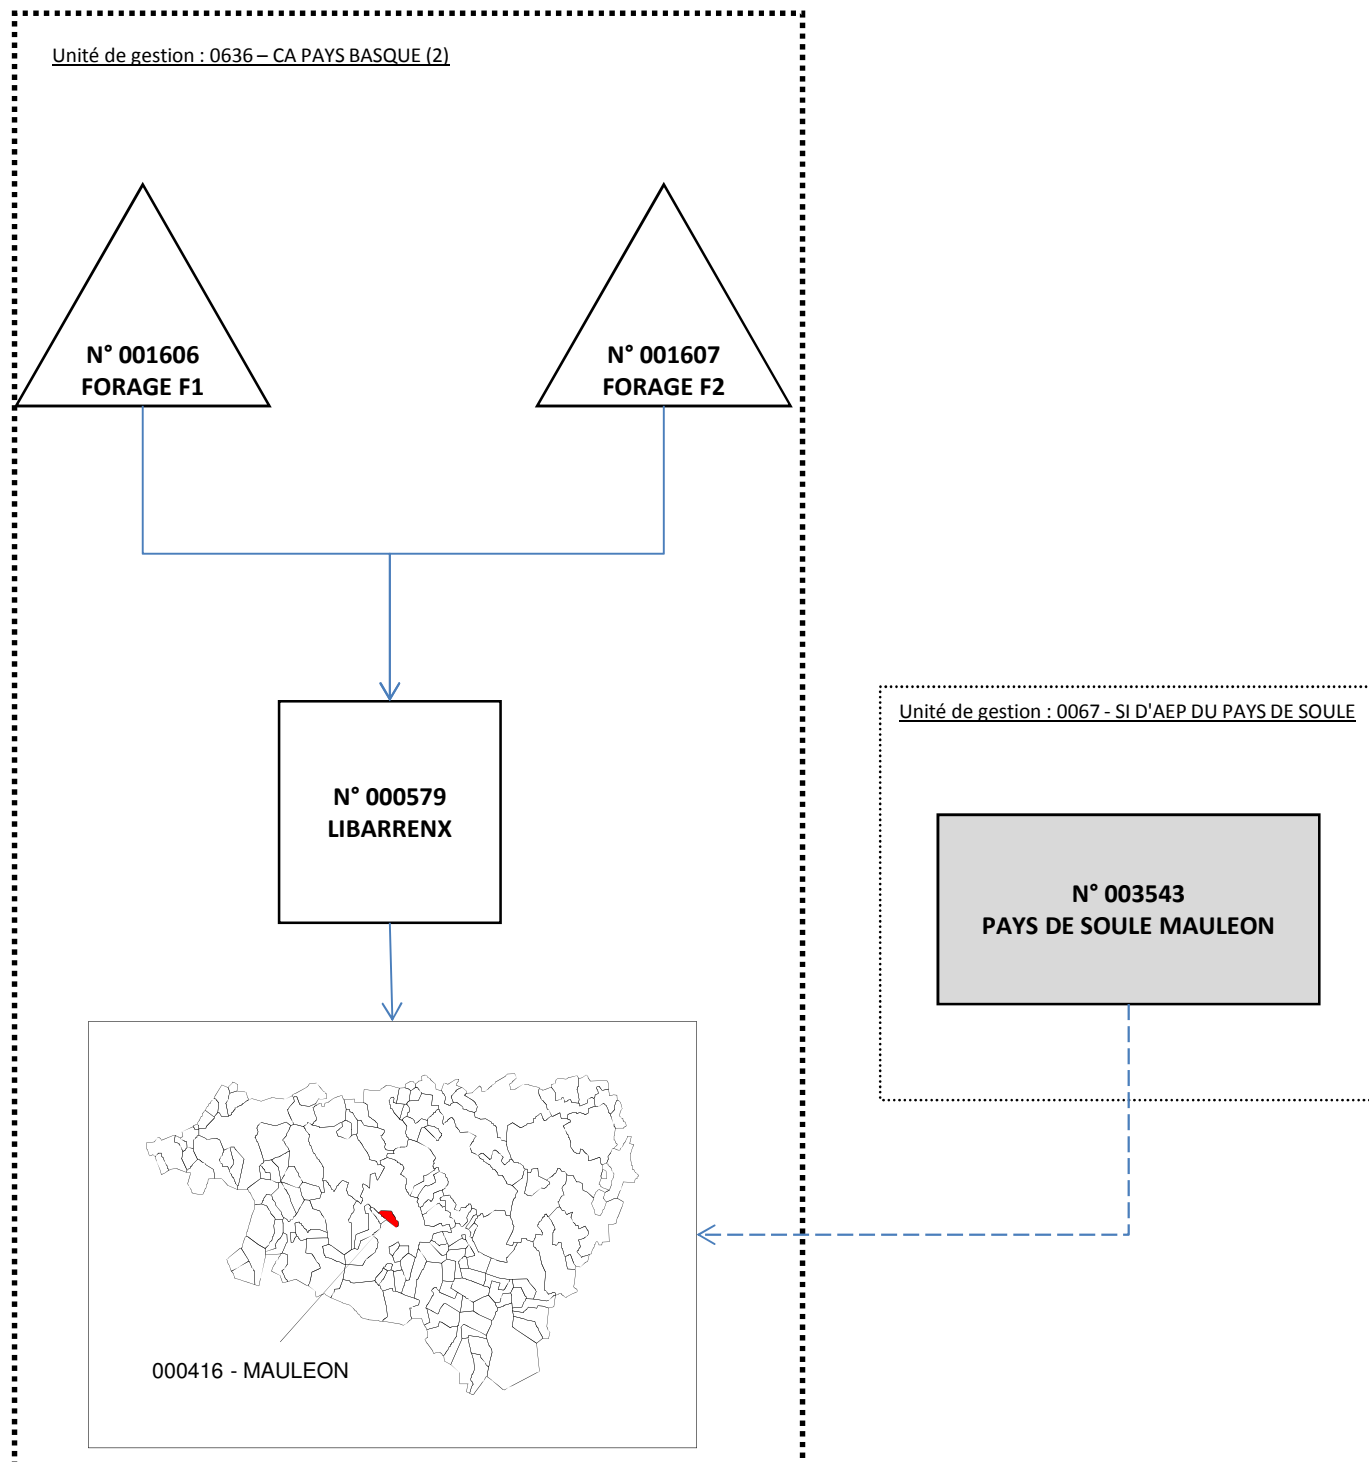 Unité de gestion : 0636 – CA PAYS BASQUE (2)
N° 001606
FORAGE F1
N° 001607
FORAGE F2
N° 000579
LIBARRENX
Unité de gestion : 0067 - SI D'AEP DU PAYS DE SOULE
N° 003543
PAYS DE SOULE MAULEON
000416 - MAULEON